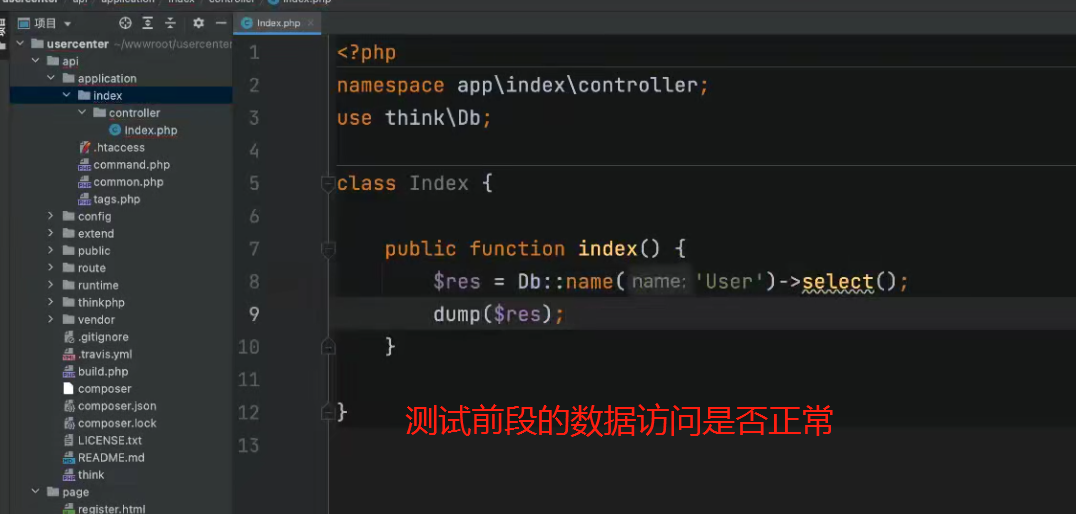 usercenter api application index controller Index.php
项目
Index.php
usercenter ~/wwwroot/usercenter
api
application
index
controller
Index.php
.htaccess
command.php
common.php
tags.php
config
extend
public
route
runtime
thinkphp
vendor
.gitignore
.travis.yml
build.php
composer
composer.json
composer.lock
LICENSE.txt
README.md
think
page
register.html
1 <?php
2 namespace app\index\controller;
3 use think\Db;
4
5 class Index {
6
7 public function index() {
8 $res = Db::name( name: 'User')->select();
9 dump($res);
10 }
11
12 }
13
测试前段的数据访问是否正常